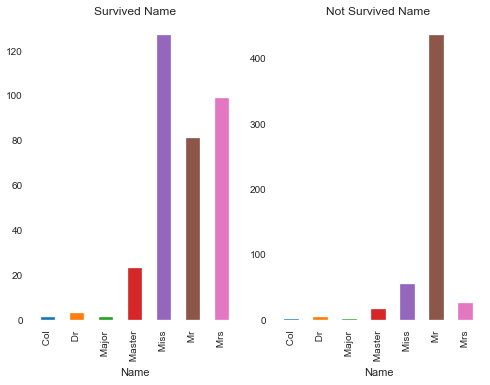 Survived Name
120
100
80
60
40
20
0
Col
Dr
Major
Master
Miss
Mr
Mrs
Name
Not Survived Name
400
300
200
100
0
Col
Dr
Major
Master
Miss
Mr
Mrs
Name